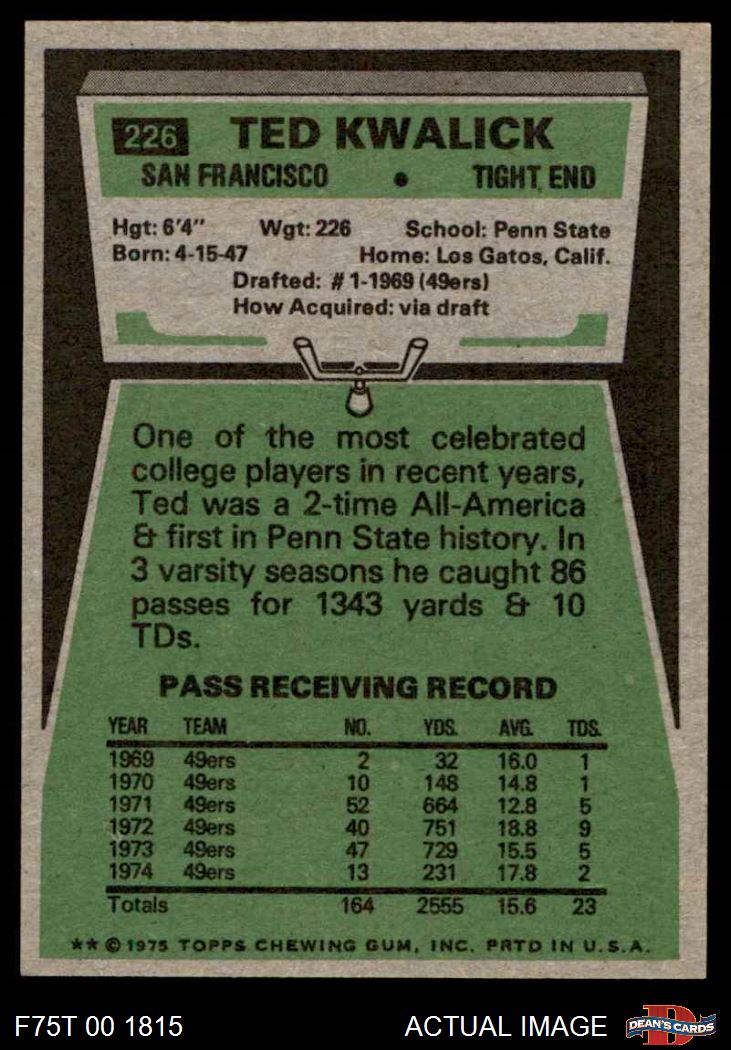 226 TED KWALICK
SAN FRANCISCO • TIGHT END
Hgt: 6'4" Wgt: 226 School: Penn State
Born: 4-15-47 Home: Los Gatos, Calif.
Drafted: #1-1969 (49ers)
How Acquired: via draft
One of the most celebrated
college players in recent years,
Ted was a 2-time All-America
& first in Penn State history. In
3 varsity seasons he caught 86
passes for 1343 yards & 10
TDs.
PASS RECEIVING RECORD
YEAR TEAM NO. YDS. AVG. TDS.
1969 49ers 2 32 16.0 1
1970 49ers 10 148 14.8 1
1971 49ers 52 664 12.8 5
1972 49ers 40 751 18.8 9
1973 49ers 47 729 15.5 5
1974 49ers 13 231 17.8 2
Totals 164 2555 15.6 23
** © 1975 TOPPS CHEWING GUM, INC. PRTD IN U.S.A.
F75T 00 1815 ACTUAL IMAGE D DEAN'S CARDS